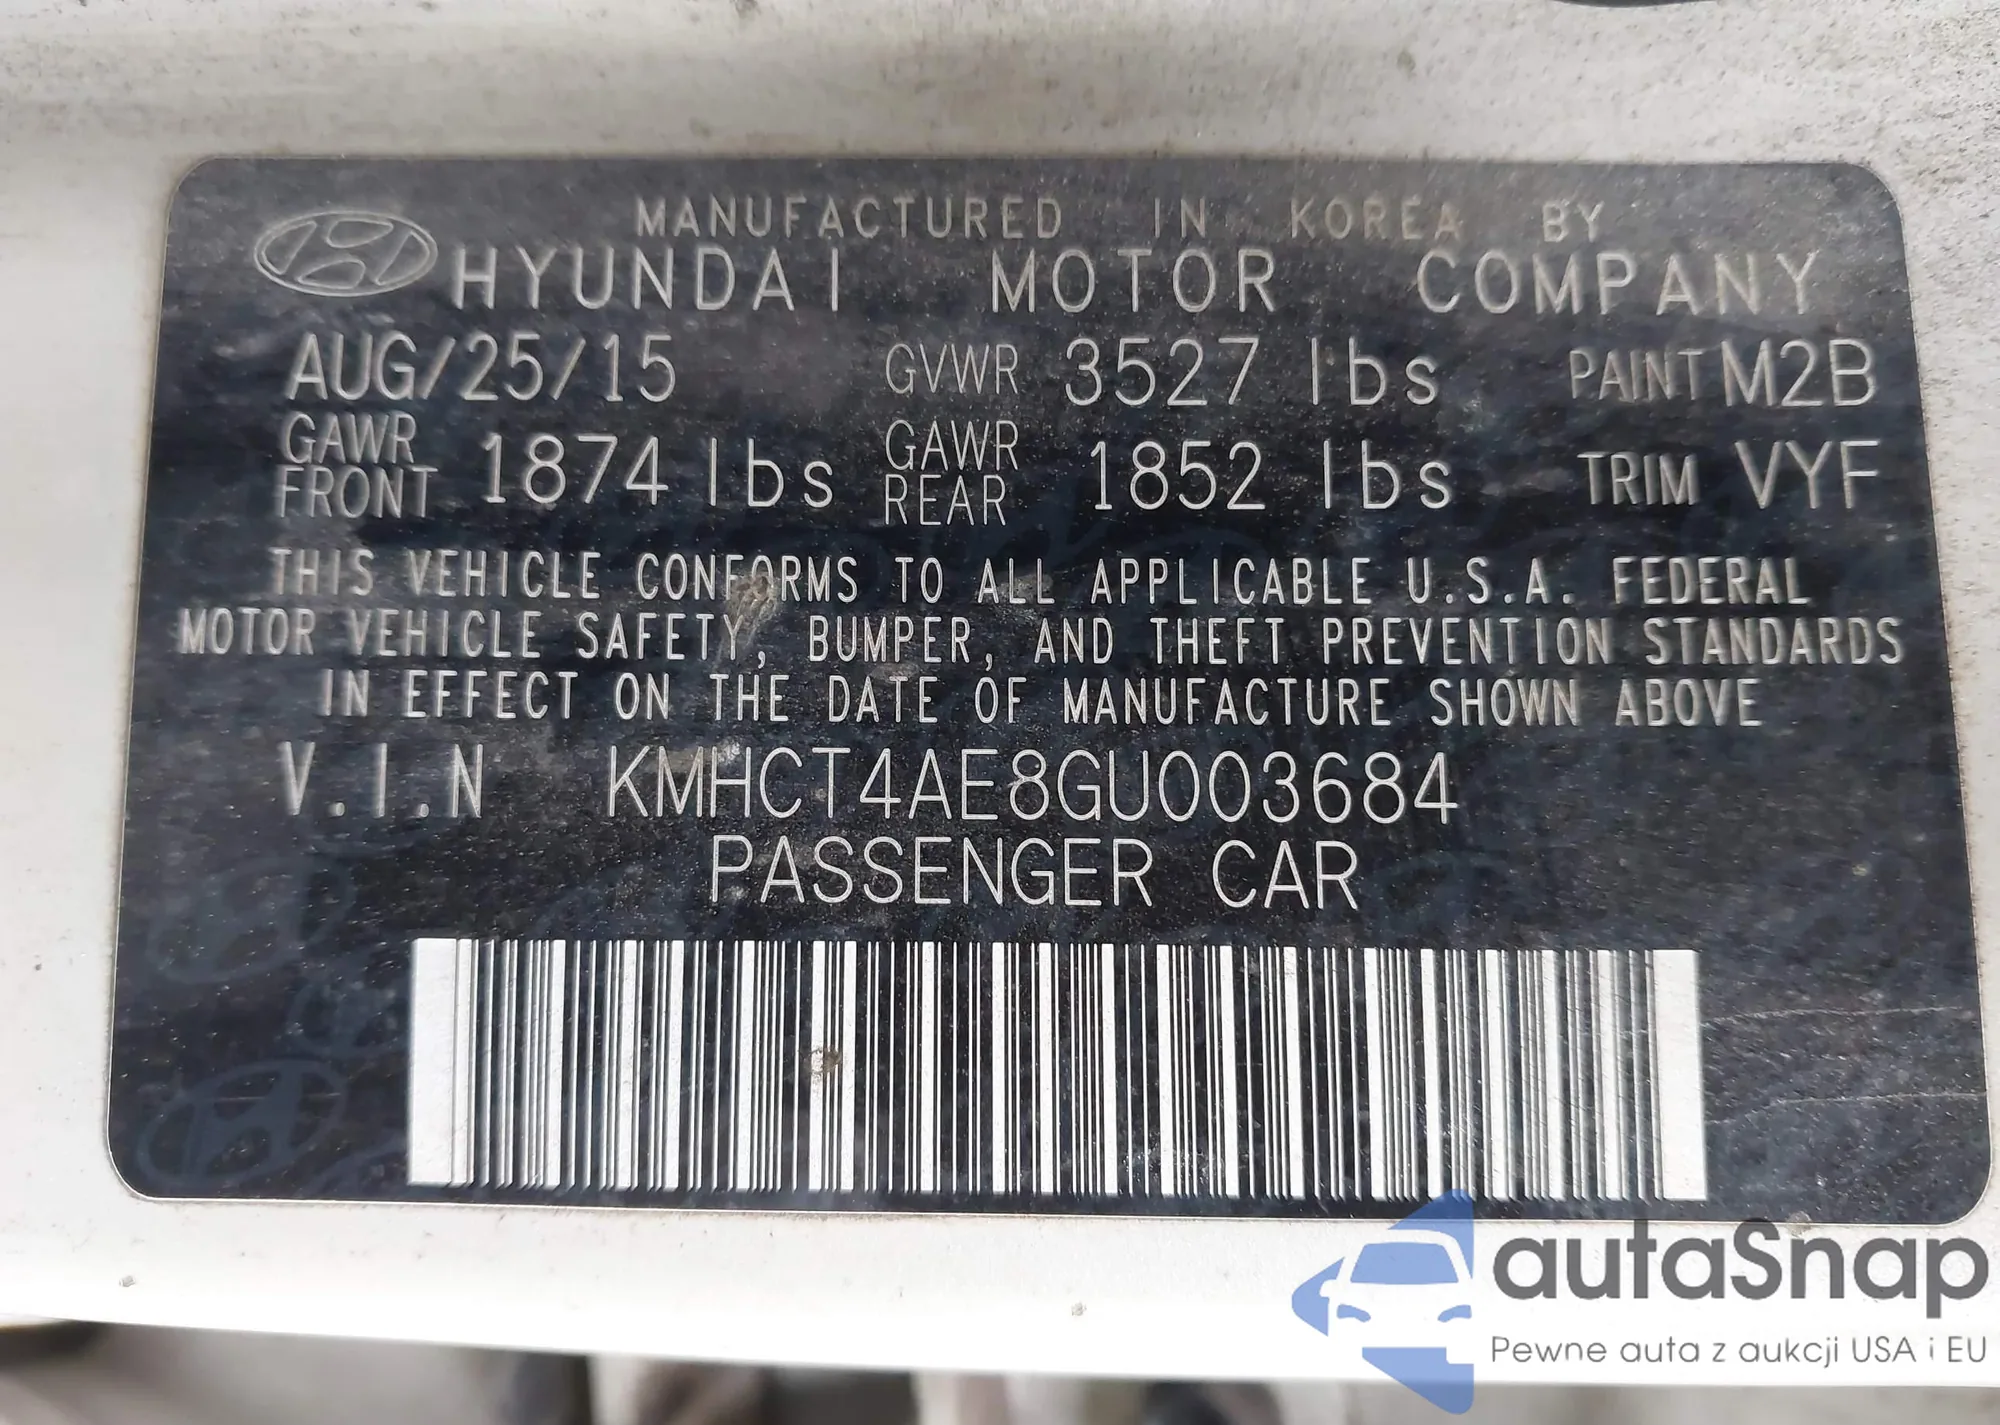 MANUFACTURED IN KOREA BY
HYUNDAI MOTOR COMPANY
AUG/25/15 GVWR 3527 lbs PAINT M2B
GAWR FRONT 1874 lbs GAWR REAR 1852 lbs TRIM VYF
THIS VEHICLE CONFORMS TO ALL APPLICABLE U.S.A. FEDERAL
MOTOR VEHICLE SAFETY, BUMPER, AND THEFT PREVENTION STANDARDS
IN EFFECT ON THE DATE OF MANUFACTURE SHOWN ABOVE
V.I.N KMHCT4AE8GU003684
PASSENGER CAR
autaSnap
Pewne auta z aukcji USA i EU